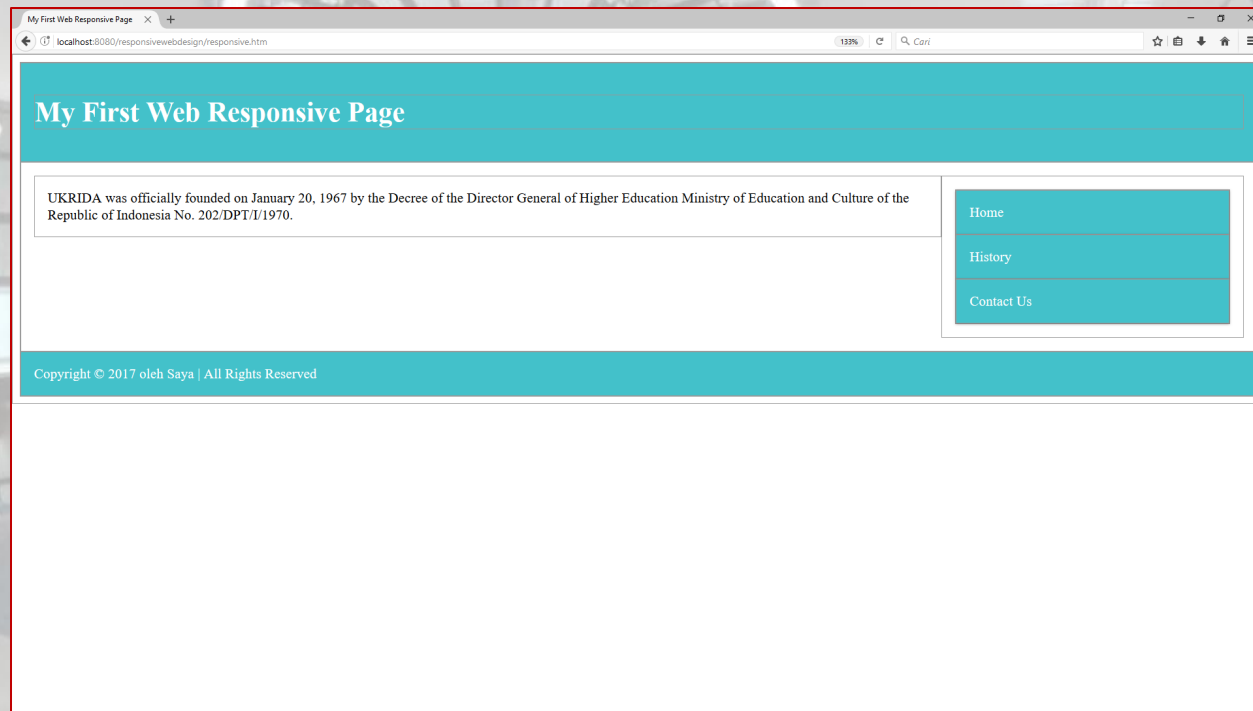 My First Web Responsive Page
localhost:8080/responsivewebdesign/responsive.htm
133%
Cari
My First Web Responsive Page
UKRIDA was officially founded on January 20, 1967 by the Decree of the Director General of Higher Education Ministry of Education and Culture of the
Republic of Indonesia No. 202/DPT/I/1970.
Home
History
Contact Us
Copyright © 2017 oleh Saya | All Rights Reserved